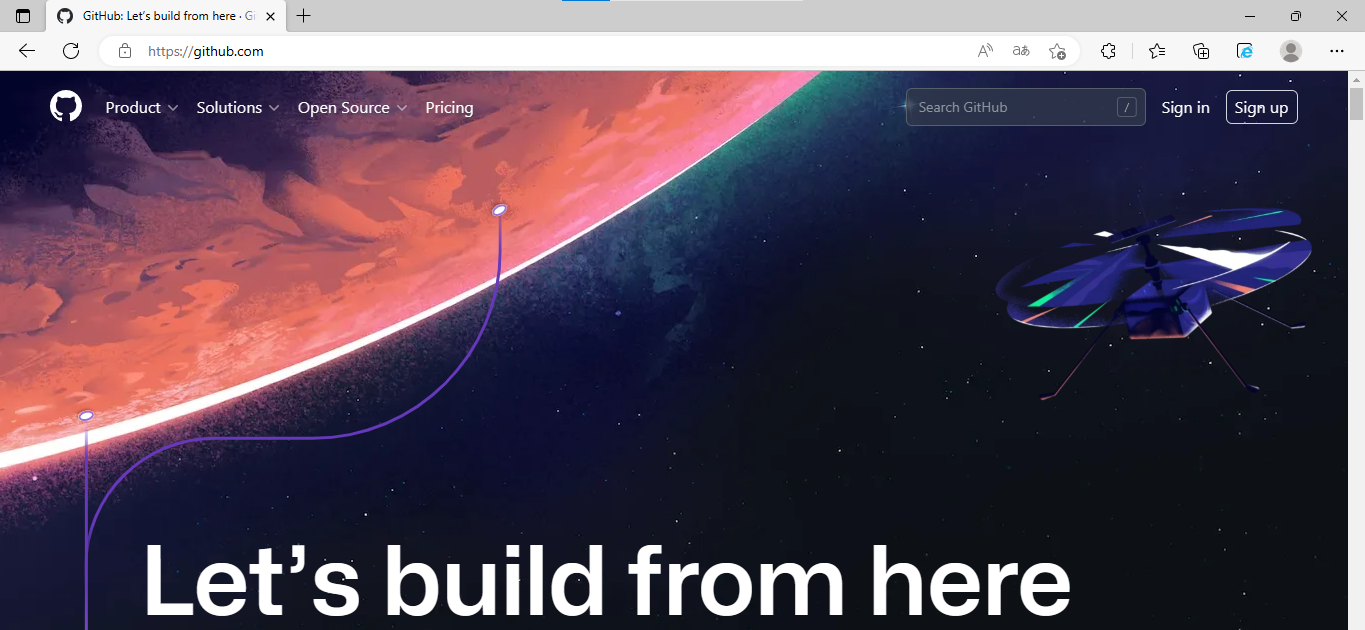 GitHub: Let's build from here · Gi
https://github.com
Product Solutions Open Source Pricing Search GitHub / Sign in Sign up
Let's build from here